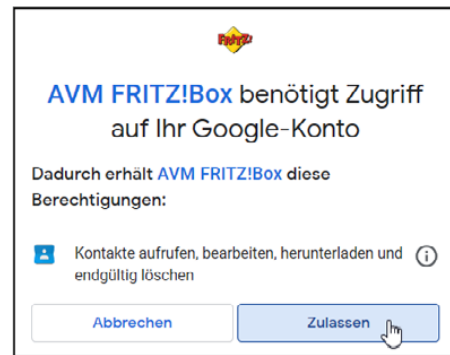 FRITZ!
AVM FRITZ!Box benötigt Zugriff
auf Ihr Google-Konto
Dadurch erhält AVM FRITZ!Box diese
Berechtigungen:
Kontakte aufrufen, bearbeiten, herunterladen und
endgültig löschen
Abbrechen
Zulassen